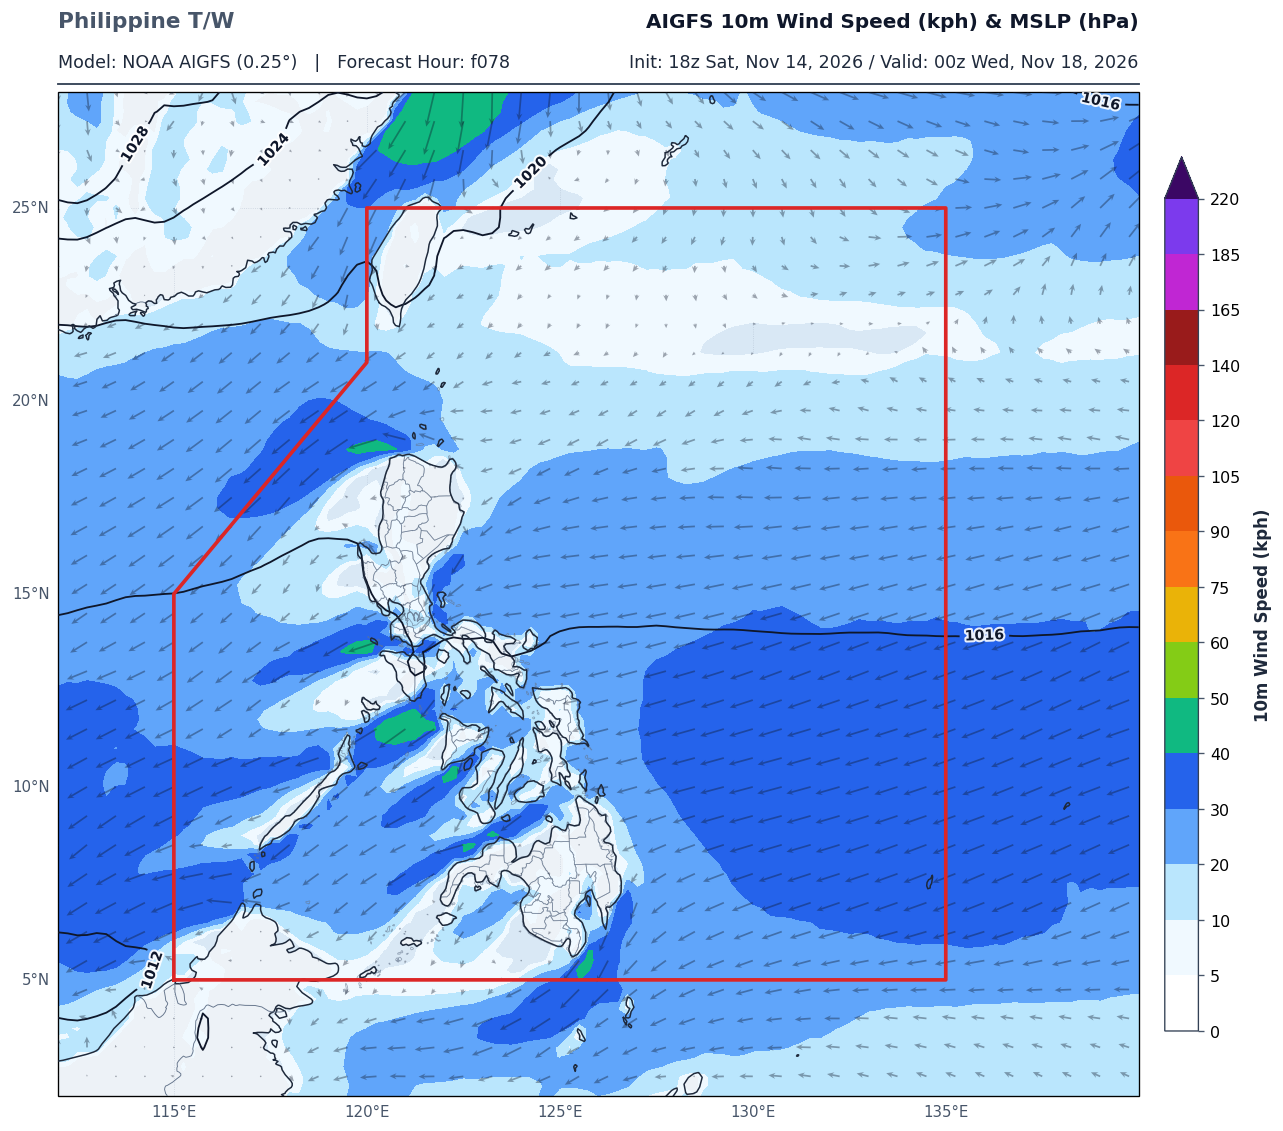 Philippine T/W
AIGFS 10m Wind Speed (kph) & MSLP (hPa)
Model: NOAA AIGFS (0.25°)   |   Forecast Hour: f078
Init: 18z Sat, Nov 14, 2026 / Valid: 00z Wed, Nov 18, 2026
1016
1028
1024
1020
25°N
20°N
15°N
10°N
5°N
1016
1012
115°E
120°E
125°E
130°E
135°E
220
185
165
140
120
105
90
75
60
50
40
30
20
10
5
0
10m Wind Speed (kph)